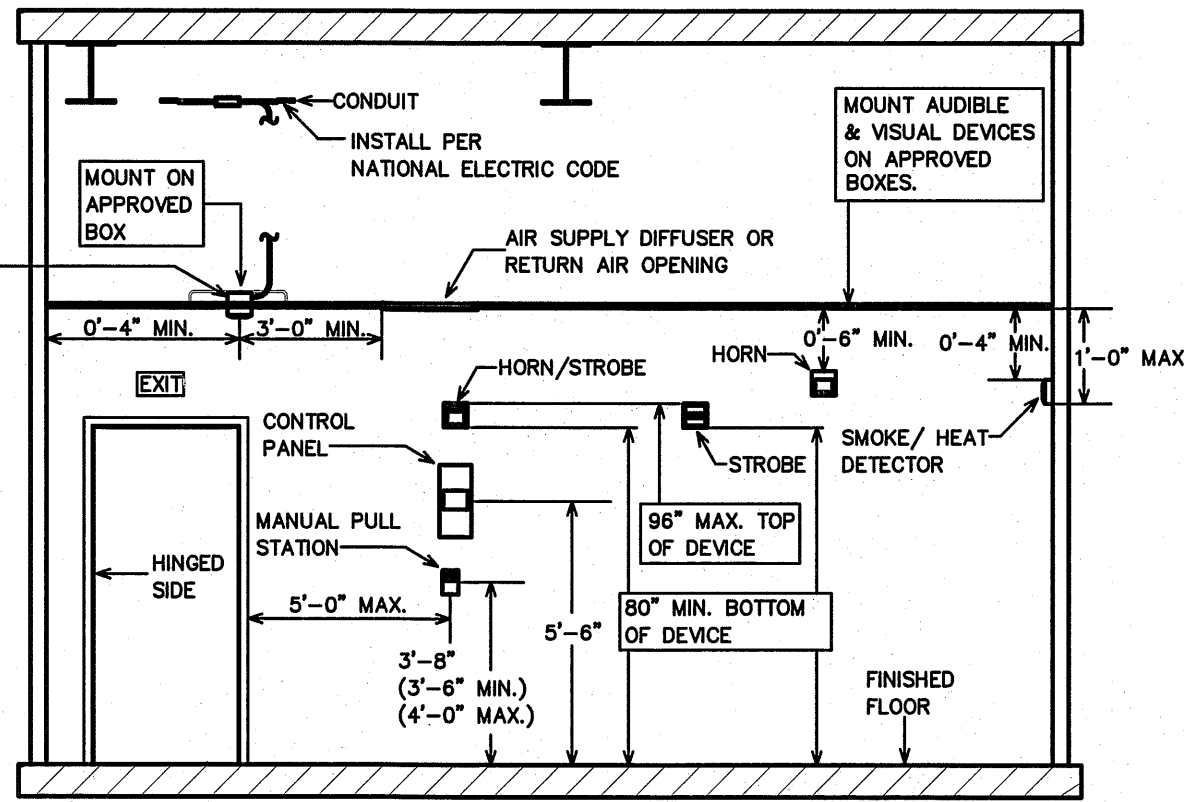 CONDUIT
INSTALL PER
NATIONAL ELECTRIC CODE
MOUNT AUDIBLE
& VISUAL DEVICES
ON APPROVED
BOXES.
MOUNT ON
APPROVED
BOX
AIR SUPPLY DIFFUSER OR
RETURN AIR OPENING
0'-4" MIN.
3'-0" MIN.
0'-6" MIN.
0'-4" MIN.
1'-0" MAX
HORN
HORN/STROBE
EXIT
CONTROL
PANEL
STROBE
SMOKE/ HEAT
DETECTOR
96" MAX. TOP
OF DEVICE
MANUAL PULL
STATION
HINGED
SIDE
5'-0" MAX.
5'-6"
80" MIN. BOTTOM
OF DEVICE
3'-8"
(3'-6" MIN.)
(4'-0" MAX.)
FINISHED
FLOOR